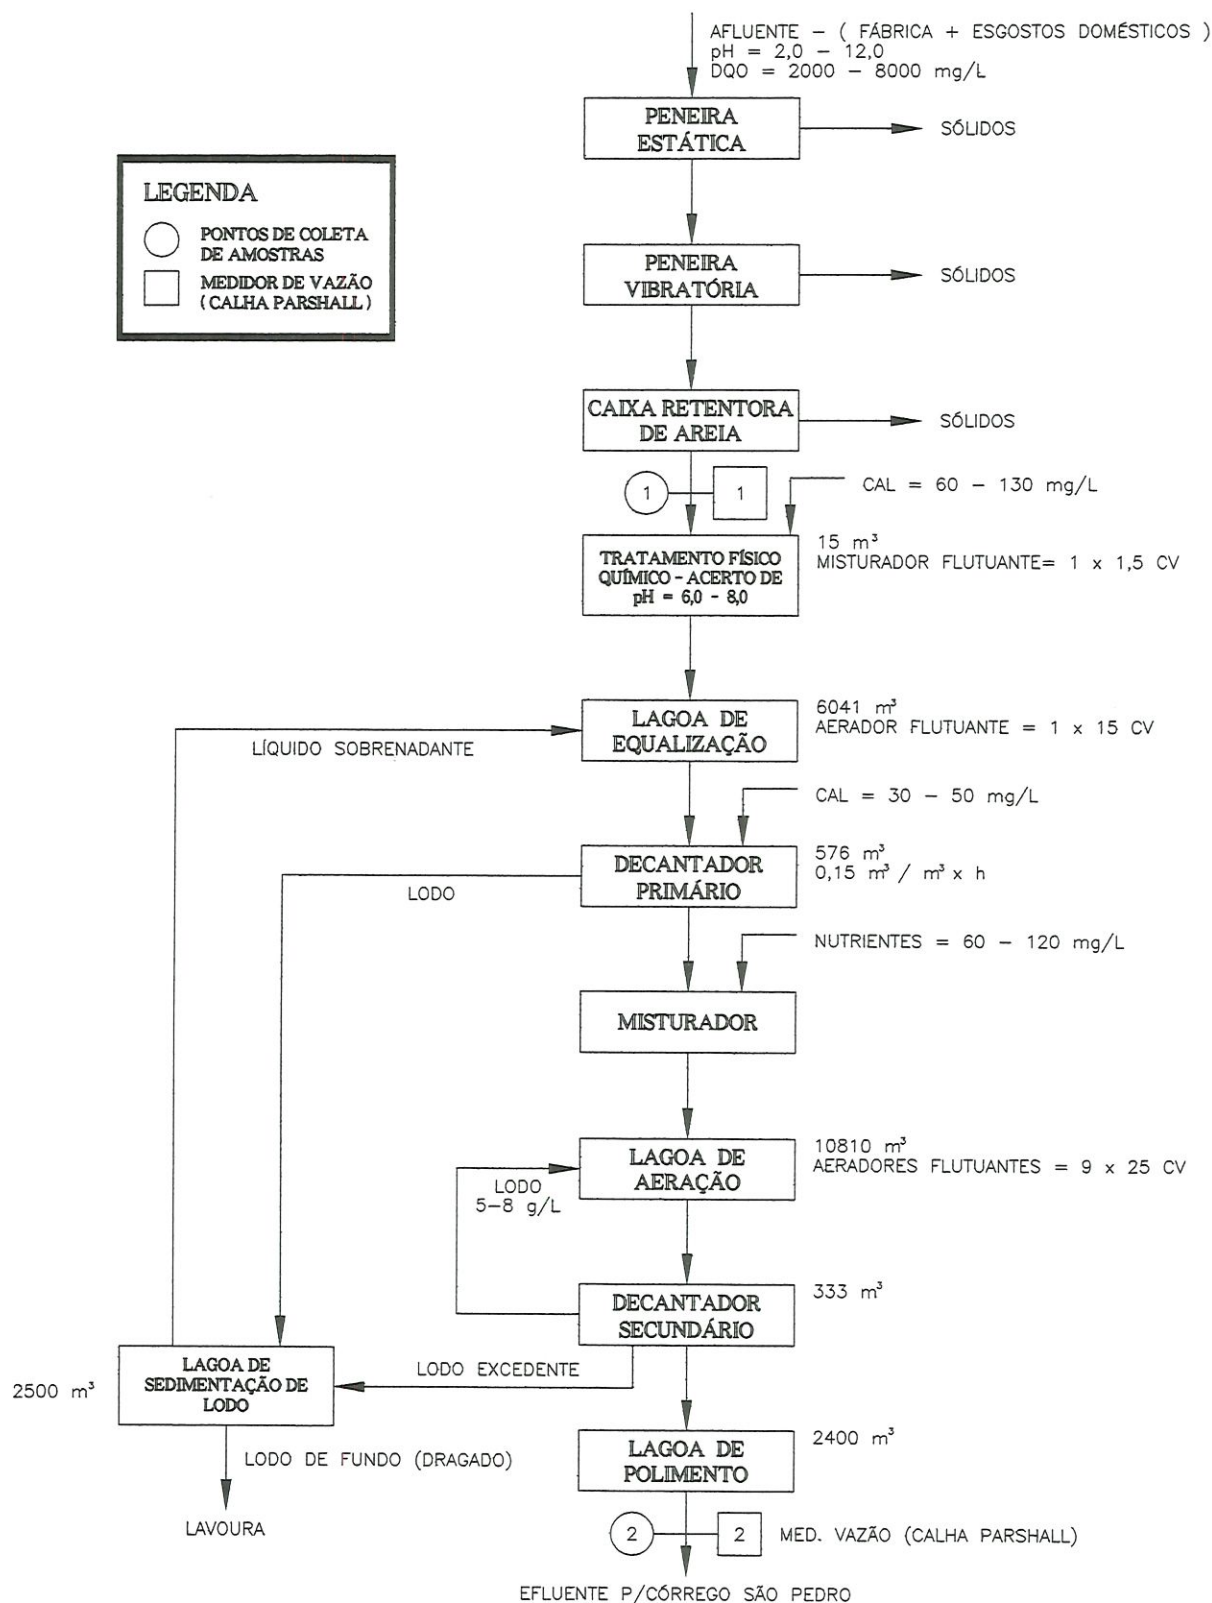 AFLUENTE - ( FÁBRICA + ESGOSTOS DOMÉSTICOS )
pH = 2,0 - 12,0
DQO = 2000 - 8000 mg/L
PENEIRA
ESTÁTICA
SÓLIDOS
LEGENDA
PONTOS DE COLETA
DE AMOSTRAS
MEDIDOR DE VAZÃO
( CALHA PARSHALL )
PENEIRA
VIBRATÓRIA
SÓLIDOS
CAIXA RETENTORA
DE AREIA
SÓLIDOS
1
1
CAL = 60 - 130 mg/L
TRATAMENTO FÍSICO
QUÍMICO - ACERTO DE
pH = 6,0 - 8,0
15 m³
MISTURADOR FLUTUANTE= 1 x 1,5 CV
LAGOA DE
EQUALIZAÇÃO
6041 m³
AERADOR FLUTUANTE = 1 x 15 CV
LÍQUIDO SOBRENADANTE
CAL = 30 - 50 mg/L
DECANTADOR
PRIMÁRIO
576 m³
0,15 m³ / m³ x h
LODO
NUTRIENTES = 60 - 120 mg/L
MISTURADOR
LAGOA DE
AERAÇÃO
10810 m³
AERADORES FLUTUANTES = 9 x 25 CV
LODO
5-8 g/L
DECANTADOR
SECUNDÁRIO
333 m³
LAGOA DE
SEDIMENTAÇÃO DE
LODO
2500 m³
LODO EXCEDENTE
LAGOA DE
POLIMENTO
2400 m³
LODO DE FUNDO (DRAGADO)
LAVOURA
2
2
MED. VAZÃO (CALHA PARSHALL)
EFLUENTE P/CÓRREGO SÃO PEDRO